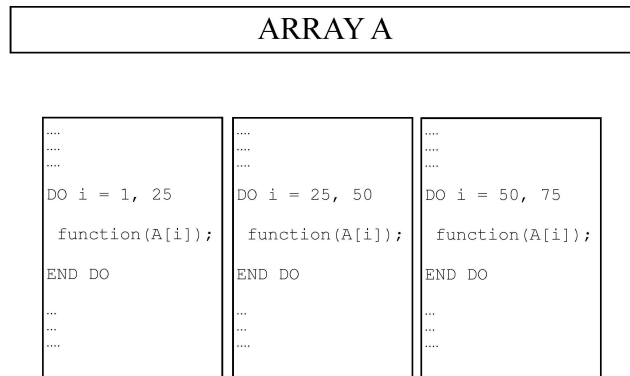 ARRAY A
....
....
....
DO i = 1, 25
function(A[i]);
END DO
...
...
....
....
....
....
DO i = 25, 50
function(A[i]);
END DO
...
...
....
....
....
....
DO i = 50, 75
function(A[i]);
END DO
...
...
....